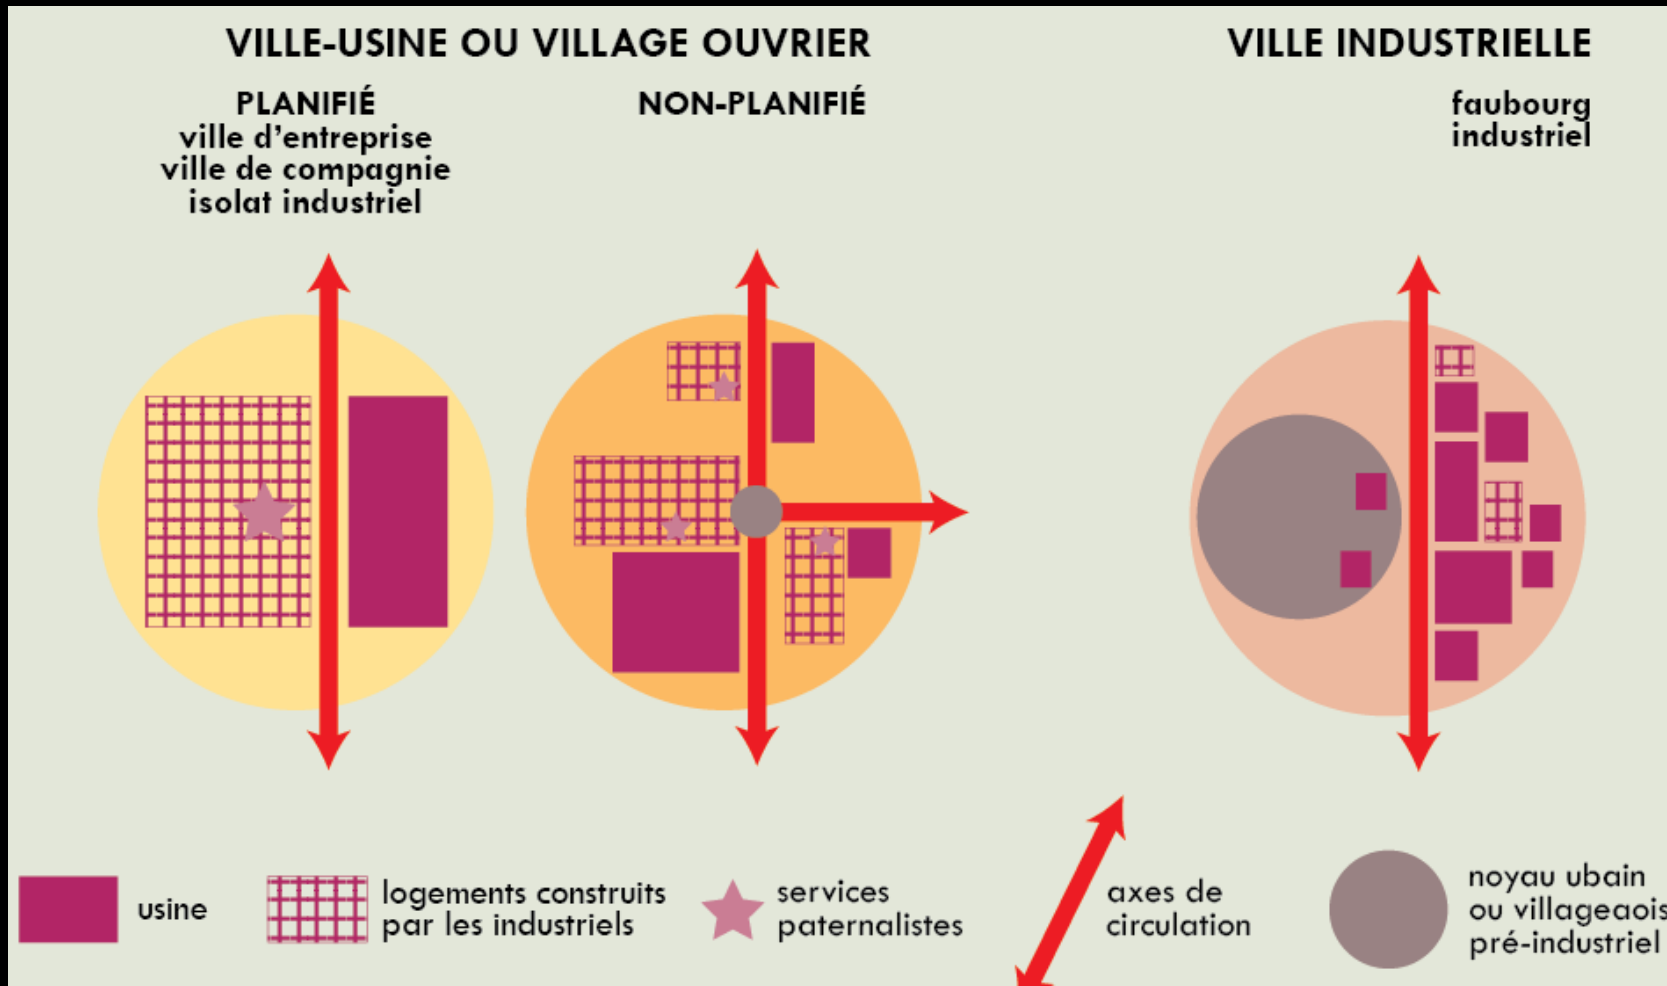 VILLE-USINE OU VILLAGE OUVRIER
PLANIFIÉ
ville d'entreprise
ville de compagnie
isolat industriel
NON-PLANIFIÉ
VILLE INDUSTRIELLE
faubourg
industriel
usine
logements construits
par les industriels
services
paternalistes
axes de
circulation
noyau ubain
ou villageaois
pré-industriel